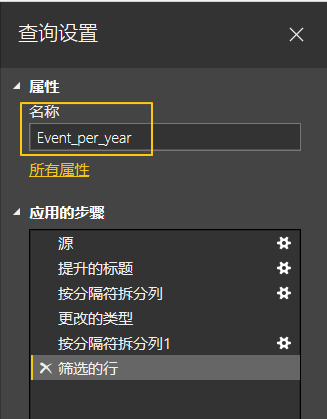 查询设置
属性
名称
Event_per_year
所有属性
应用的步骤
源
提升的标题
按分隔符拆分列
更改的类型
按分隔符拆分列1
筛选的行